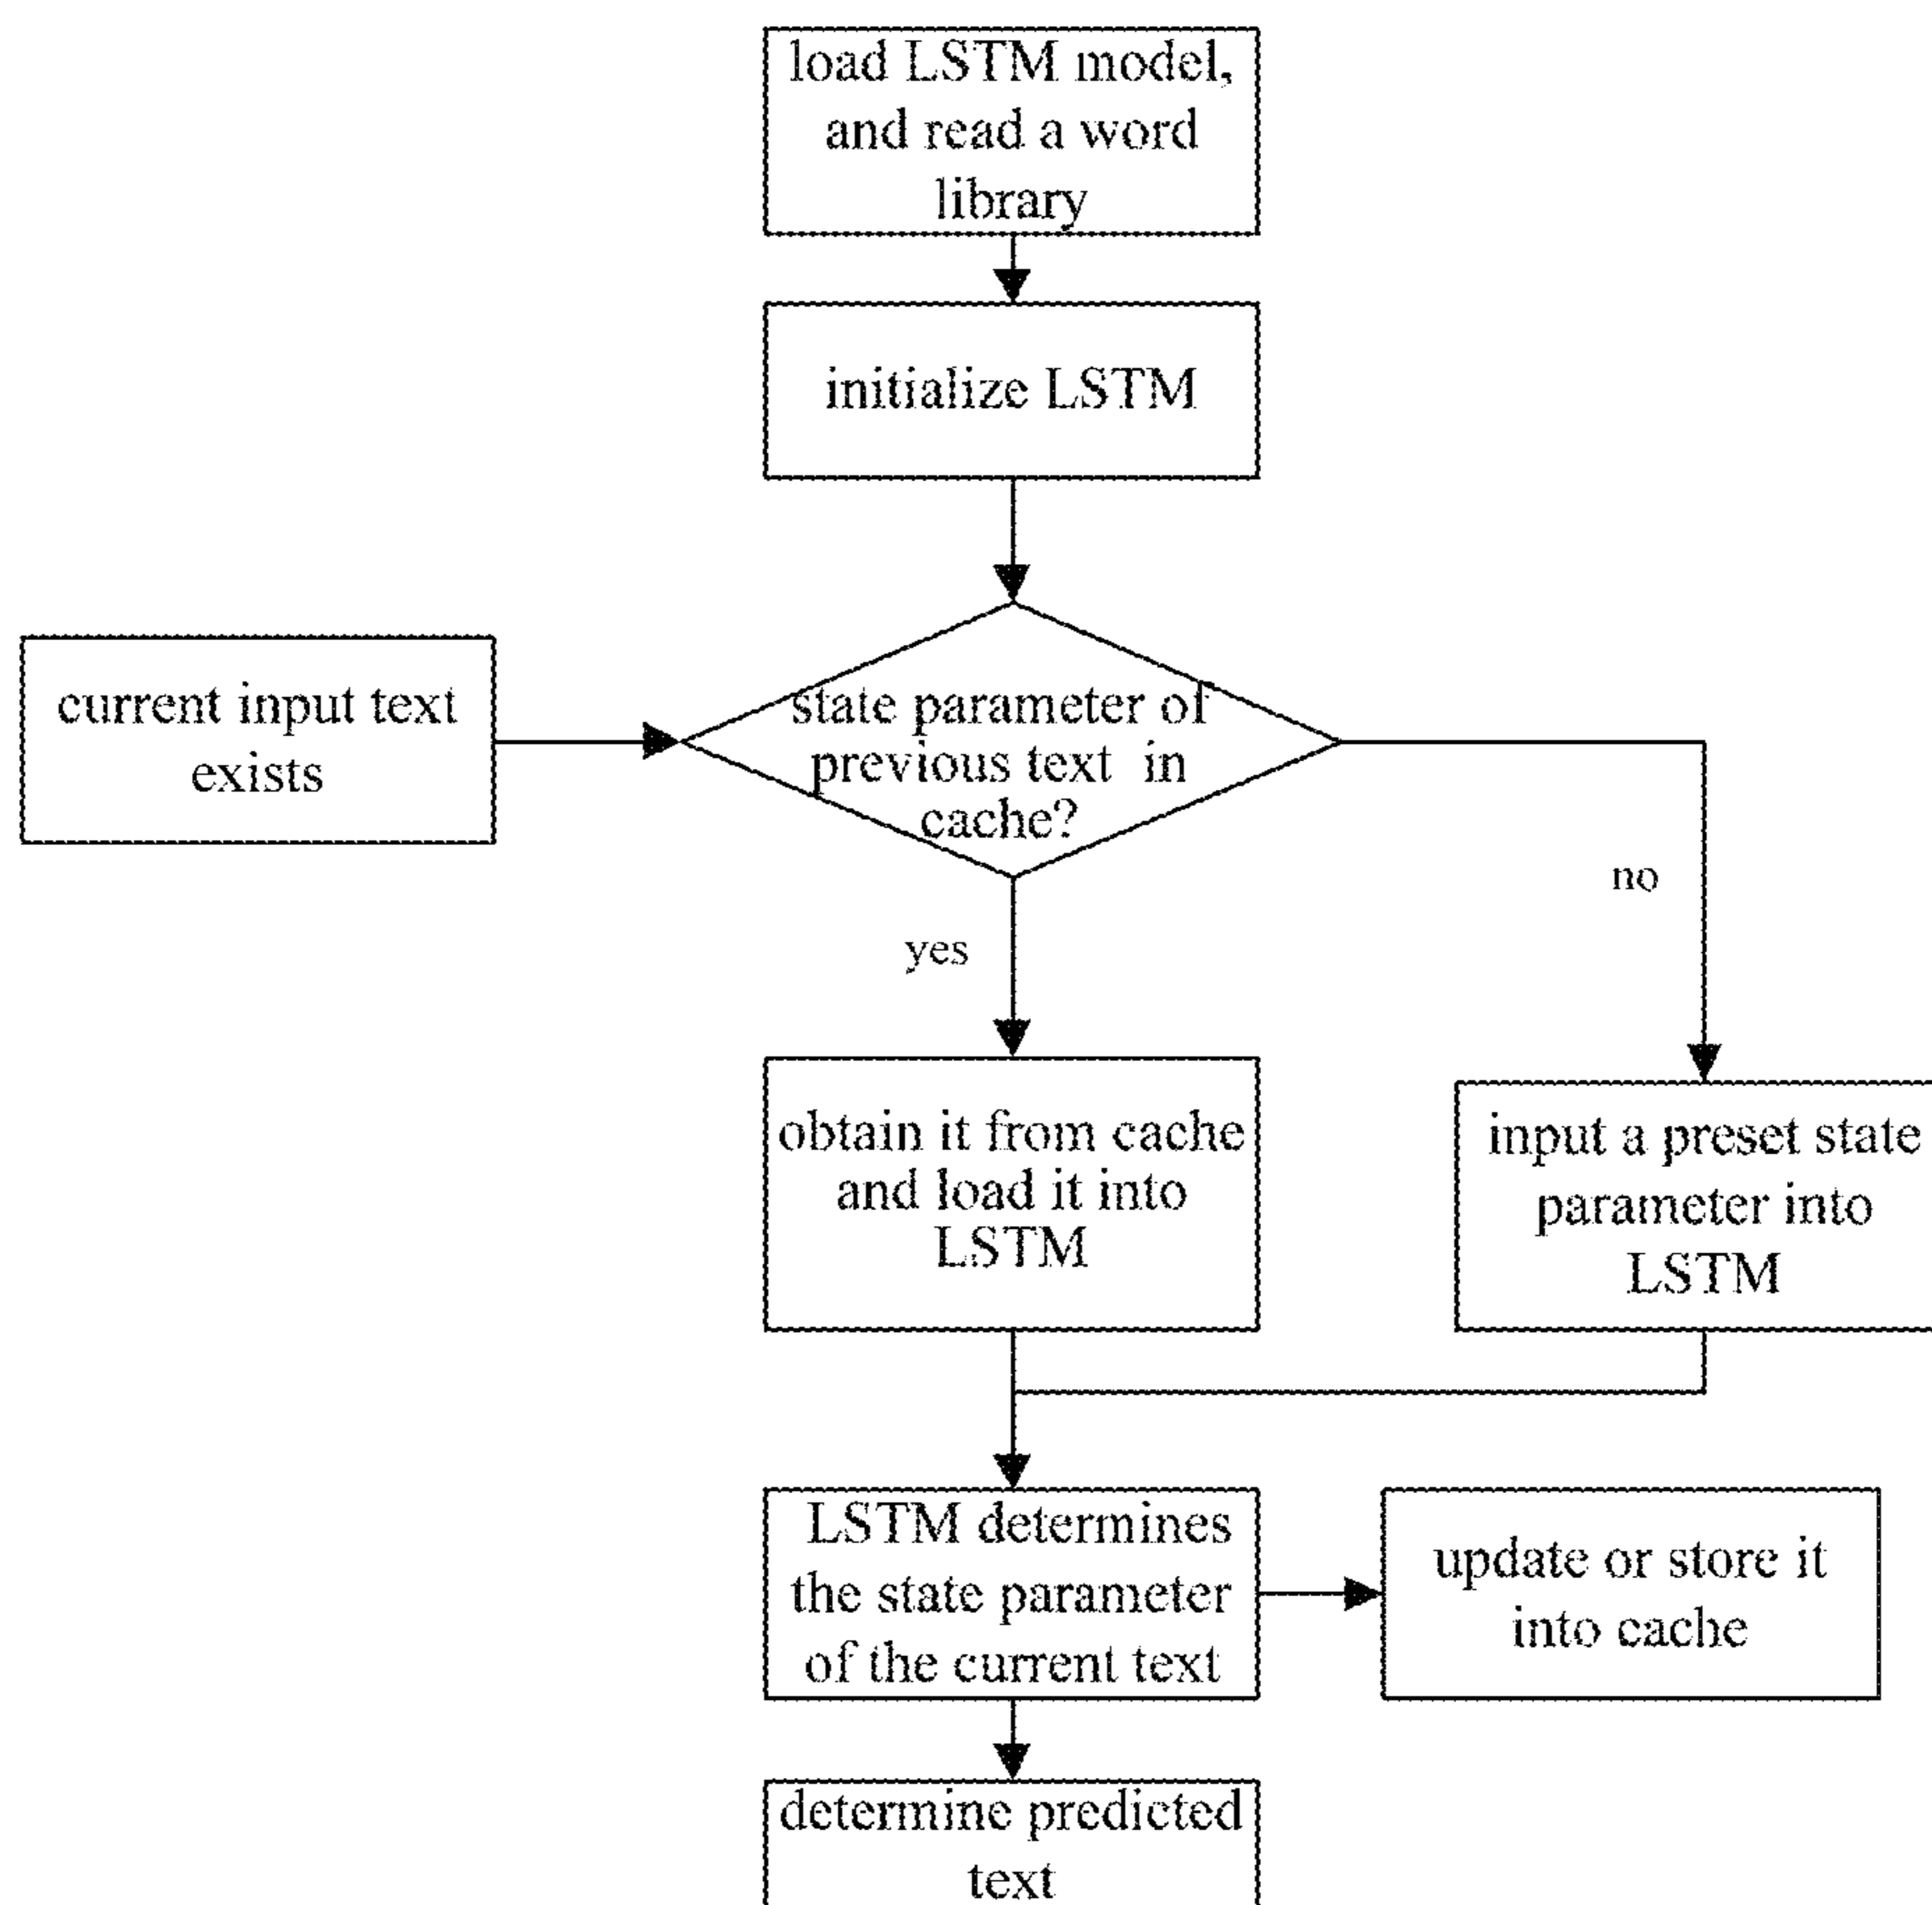 load LSTM model,
and read a word
library
initialize LSTM
current input text
exists
state parameter of
previous text in
cache?
no
yes
obtain it from cache
and load it into
LSTM
input a preset state
parameter into
LSTM
LSTM determines
the state parameter
of the current text
update or store it
into cache
determine predicted
text